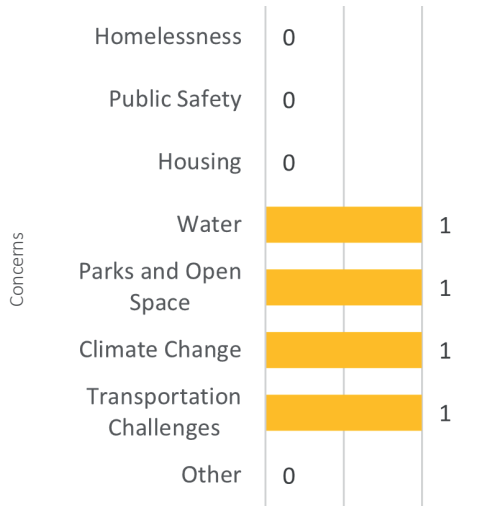 Concerns
Homelessness 0
Public Safety 0
Housing 0
Water 1
Parks and Open
Space 1
Climate Change 1
Transportation
Challenges 1
Other 0